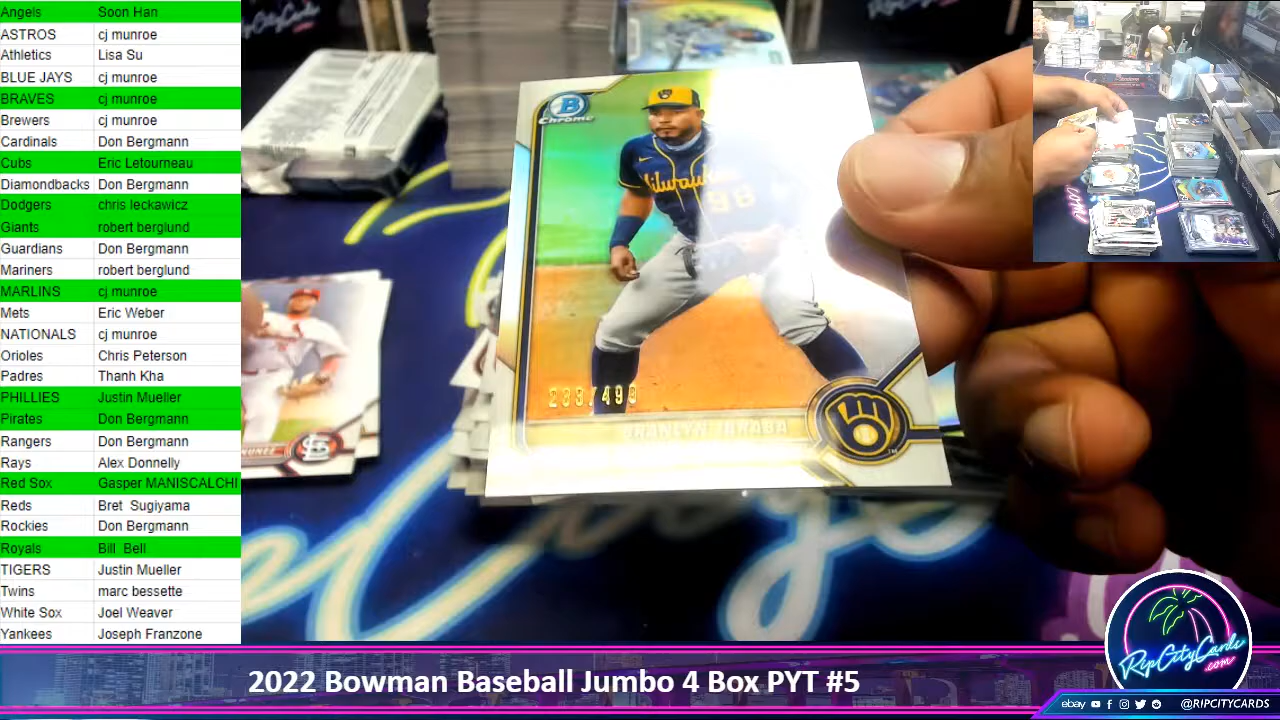 Angels Soon Han
ASTROS cj munroe
Athletics Lisa Su
BLUE JAYS cj munroe
BRAVES cj munroe
Brewers cj munroe
Cardinals Don Bergmann
Cubs Eric Letourneau
Diamondbacks Don Bergmann
Dodgers chris leckawicz
Giants robert berglund
Guardians Don Bergmann
Mariners robert berglund
MARLINS cj munroe
Mets Eric Weber
NATIONALS cj munroe
Orioles Chris Peterson
Padres Thanh Kha
PHILLIES Justin Mueller
Pirates Don Bergmann
Rangers Don Bergmann
Rays Alex Donnelly
Red Sox Gasper MANISCALCHI
Reds Bret Sugiyama
Rockies Don Bergmann
Royals Bill Bell
TIGERS Justin Mueller
Twins marc bessette
White Sox Joel Weaver
Yankees Joseph Franzone
B
Chrome
Milwaukee
98
/499
2022 Bowman Baseball Jumbo 4 Box PYT #5
RipCityCards
.com
ebay @RIPCITYCARDS